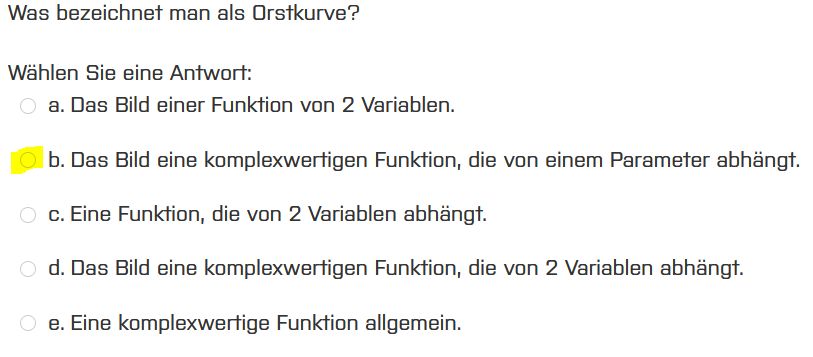 Was bezeichnet man als Orstkurve?
Wählen Sie eine Antwort:
a. Das Bild einer Funktion von 2 Variablen.
b. Das Bild eine komplexwertigen Funktion, die von einem Parameter abhängt.
c. Eine Funktion, die von 2 Variablen abhängt.
d. Das Bild eine komplexwertigen Funktion, die von 2 Variablen abhängt.
e. Eine komplexwertige Funktion allgemein.